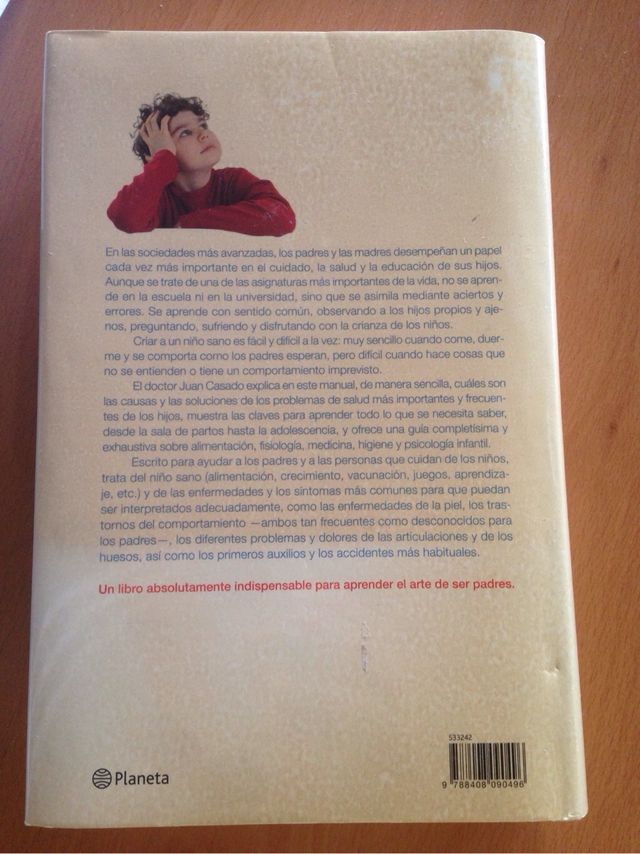 En las sociedades más avanzadas, los padres y las madres desempeñan un papel
cada vez más importante en el cuidado, la salud y la educación de sus hijos.
Aunque se trate de una de las asignaturas más importantes de la vida, no se apren-
de en la escuela ni en la universidad, sino que se asimila mediante aciertos y
errores. Se aprende con sentido común, observando a los hijos propios y aje-
nos, preguntando, sufriendo y disfrutando con la crianza de los niños.
Criar a un niño sano es fácil y difícil a la vez: muy sencillo cuando come, duer-
me y se comporta como los padres esperan, pero difícil cuando hace cosas que
no se entienden o tiene un comportamiento imprevisto.
El doctor Juan Casado explica en este manual, de manera sencilla, cuáles son
las causas y las soluciones de los problemas de salud más importantes y frecuen-
tes de los hijos, muestra las claves para aprender todo lo que se necesita saber,
desde la sala de partos hasta la adolescencia, y ofrece una guía completísima y
exhaustiva sobre alimentación, fisiología, medicina, higiene y psicología infantil.
Escrito para ayudar a los padres y a las personas que cuidan de los niños,
trata del niño sano (alimentación, crecimiento, vacunación, juegos, aprendiza-
je, etc.) y de las enfermedades y los síntomas más comunes para que puedan
ser interpretados adecuadamente, como las enfermedades de la piel, los tras-
tornos del comportamiento —ambos tan frecuentes como desconocidos para
los padres—, los diferentes problemas y dolores de las articulaciones y de los
huesos, así como los primeros auxilios y los accidentes más habituales.
Un libro absolutamente indispensable para aprender el arte de ser padres.
533242
Planeta
9 788408 090496